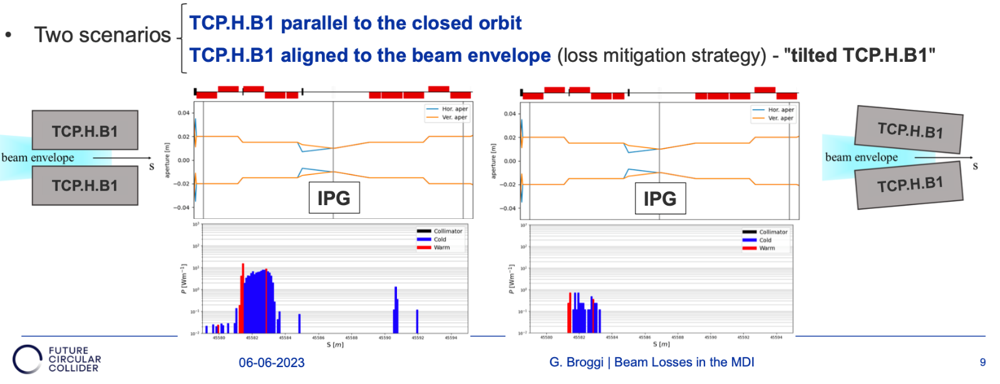 • Two scenarios
TCP.H.B1 parallel to the closed orbit
TCP.H.B1 aligned to the beam envelope (loss mitigation strategy) - "tilted TCP.H.B1"
TCP.H.B1
beam envelope
s
TCP.H.B1
Hor. aper
Ver. aper
aperture [m]
0.04
0.02
0.00
−0.02
−0.04
IPG
Collimator
Cold
Warm
P [Wm⁻¹]
10³
10²
10¹
10⁰
10⁻¹
10⁻²
45580 45582 45584 45586 45588 45590 45592 45594
S [m]
Hor. aper
Ver. aper
aperture [m]
0.04
0.02
0.00
−0.02
−0.04
IPG
Collimator
Cold
Warm
P [Wm⁻¹]
10³
10²
10¹
10⁰
10⁻¹
10⁻²
45580 45582 45584 45586 45588 45590 45592 45594
S [m]
TCP.H.B1
beam envelope
s
TCP.H.B1
FUTURE
CIRCULAR
COLLIDER
06-06-2023
G. Broggi | Beam Losses in the MDI
9